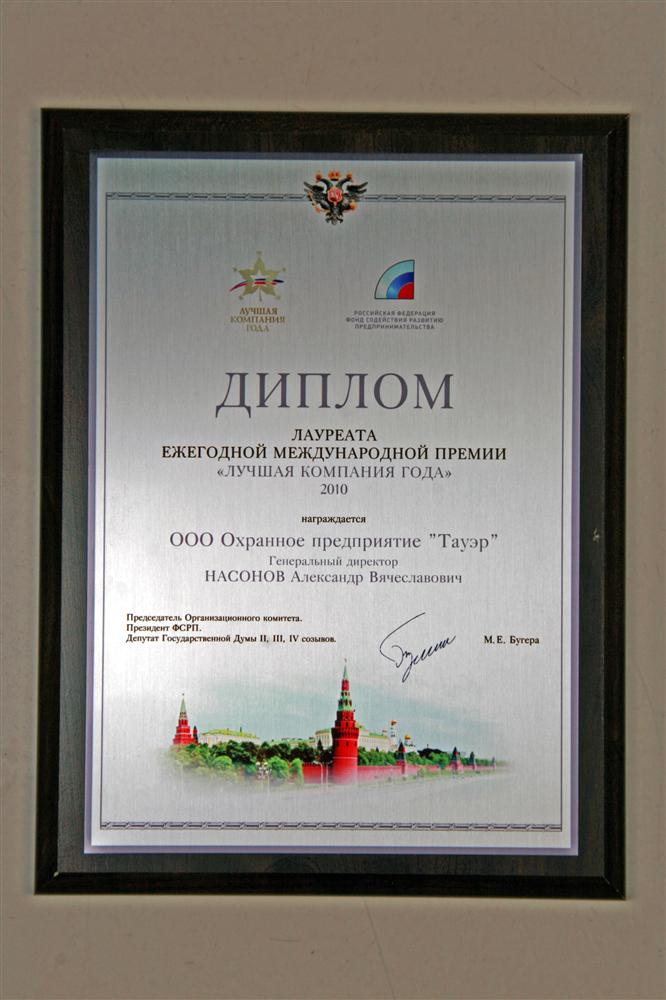 ЛУЧШАЯ
КОМПАНИЯ
ГОДА
РОССИЙСКАЯ ФЕДЕРАЦИЯ
ФОНД СОДЕЙСТВИЯ РАЗВИТИЮ
ПРЕДПРИНИМАТЕЛЬСТВА
ДИПЛОМ
ЛАУРЕАТА
ЕЖЕГОДНОЙ МЕЖДУНАРОДНОЙ ПРЕМИИ
«ЛУЧШАЯ КОМПАНИЯ ГОДА»
2010
награждается
ООО Охранное предприятие "Тауэр"
Генеральный директор
НАСОНОВ Александр Вячеславович
Председатель Организационного комитета.
Президент ФСРП.
Депутат Государственной Думы II, III, IV созывов.
М. Е. Бугера